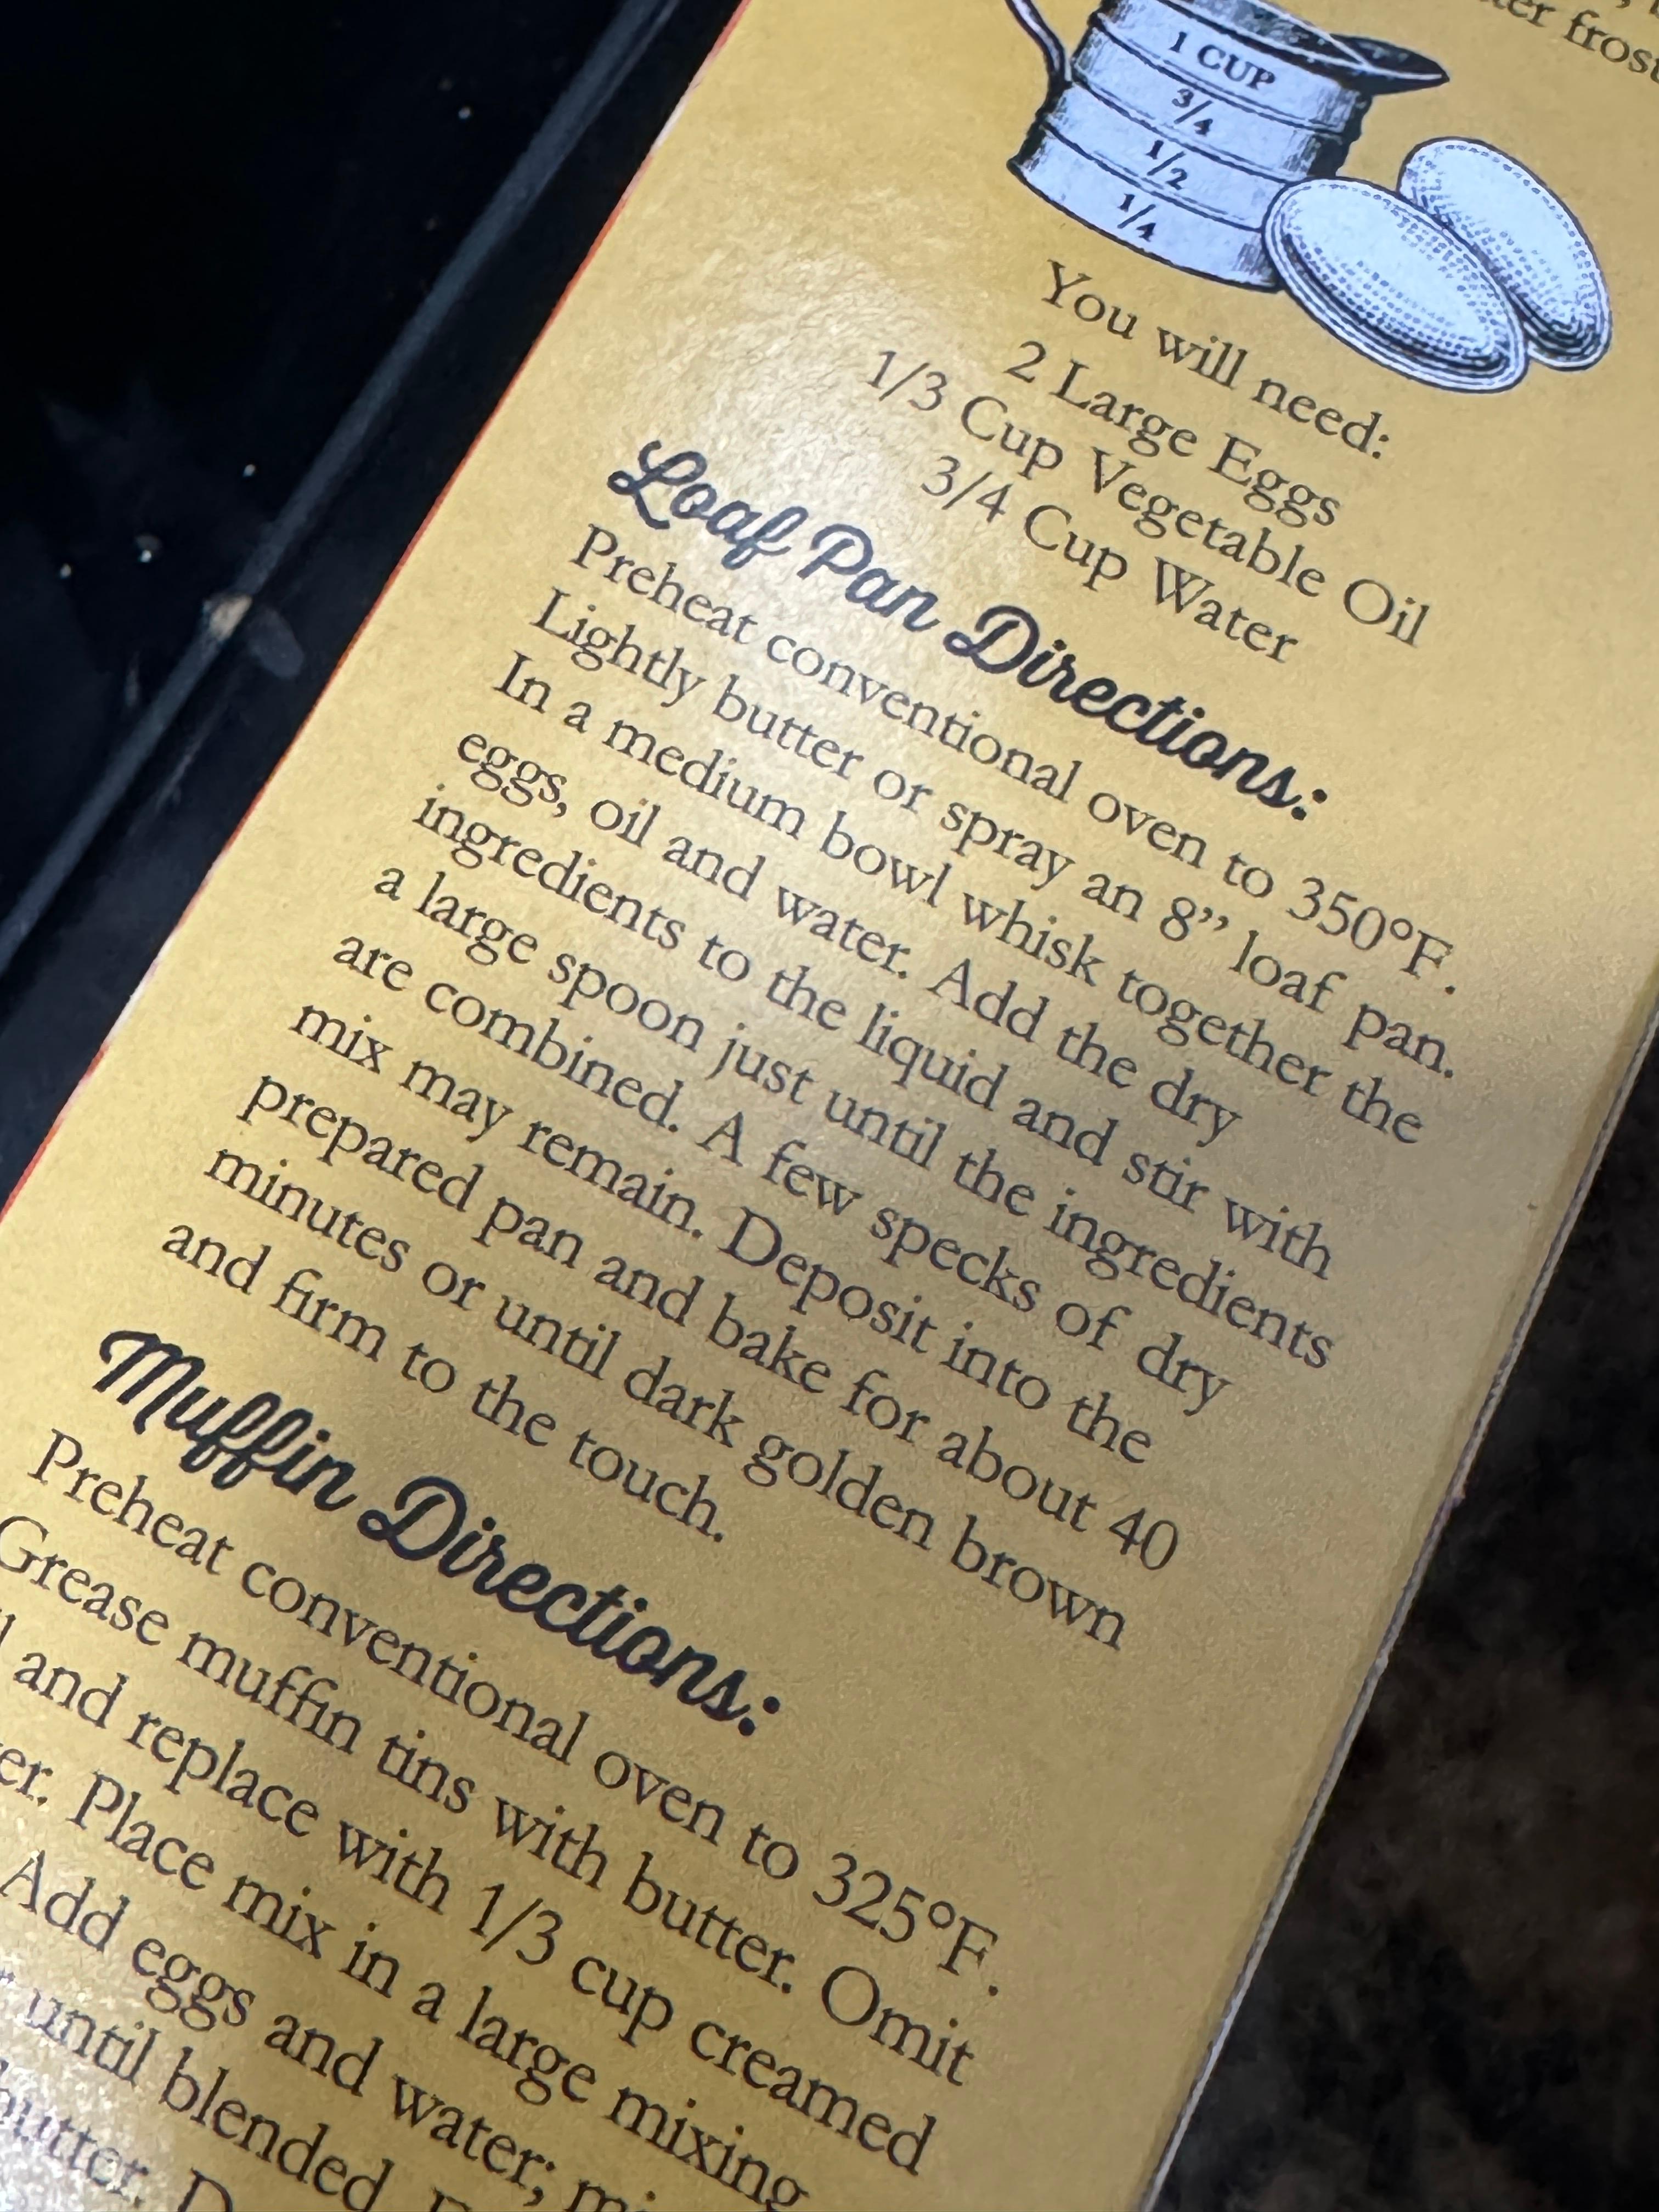 frost
1 CUP
3/4
1/2
1/4
You will need:
2 Large Eggs
1/3 Cup Vegetable Oil
3/4 Cup Water
Loaf Pan Directions:
Preheat conventional oven to 350°F.
Lightly butter or spray an 8” loaf pan.
In a medium bowl whisk together the
eggs, oil and water. Add the dry
ingredients to the liquid and stir with
a large spoon just until the ingredients
are combined. A few specks of dry
mix may remain. Deposit into the
prepared pan and bake for about 40
minutes or until dark golden brown
and firm to the touch.
Muffin Directions:
Preheat conventional oven to 325°F.
Grease muffin tins with butter. Omit
and replace with 1/3 cup creamed
er. Place mix in a large mixing
Add eggs and water; mi
until blended.
butter.